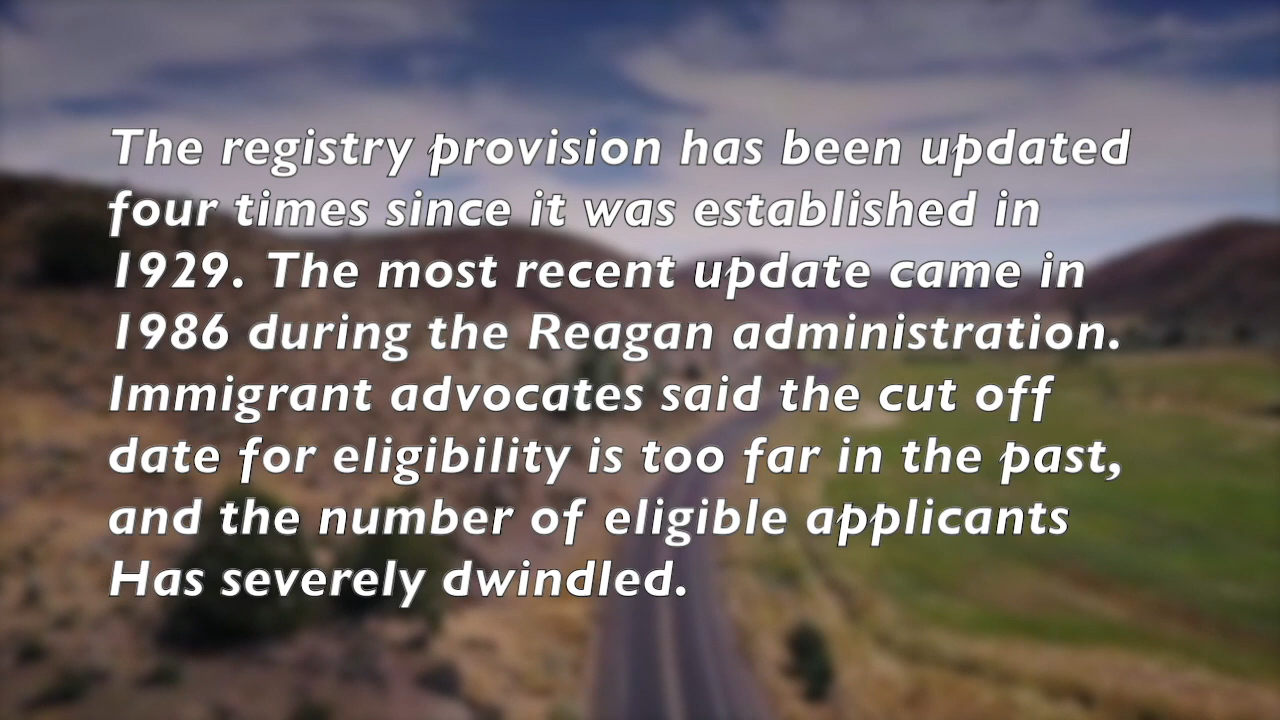 The registry provision has been updated
four times since it was established in
1929. The most recent update came in
1986 during the Reagan administration.
Immigrant advocates said the cut off
date for eligibility is too far in the past,
and the number of eligible applicants
Has severely dwindled.